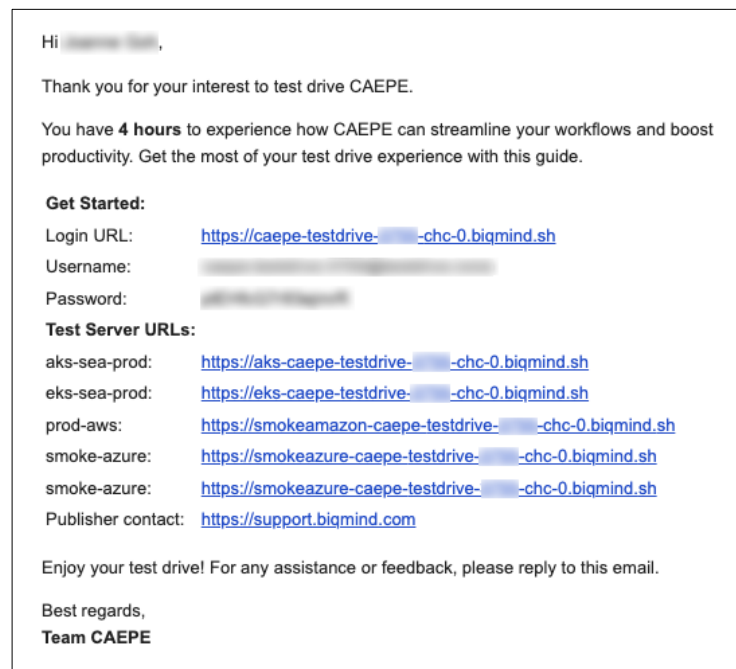 Hi ,
Thank you for your interest to test drive CAEPE.
You have 4 hours to experience how CAEPE can streamline your workflows and boost
productivity. Get the most of your test drive experience with this guide.
Get Started:
Login URL: https://caepe-testdrive- -chc-0.biqmind.sh
Username:
Password:
Test Server URLs:
aks-sea-prod: https://aks-caepe-testdrive- -chc-0.biqmind.sh
eks-sea-prod: https://eks-caepe-testdrive- -chc-0.biqmind.sh
prod-aws: https://smokeamazon-caepe-testdrive- -chc-0.biqmind.sh
smoke-azure: https://smokeazure-caepe-testdrive- -chc-0.biqmind.sh
smoke-azure: https://smokeazure-caepe-testdrive- -chc-0.biqmind.sh
Publisher contact: https://support.biqmind.com
Enjoy your test drive! For any assistance or feedback, please reply to this email.
Best regards,
Team CAEPE